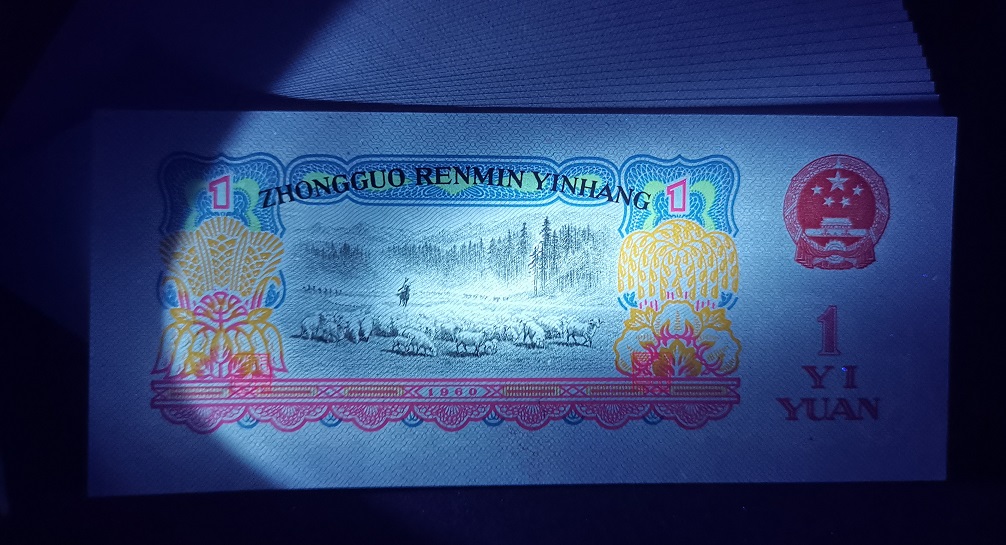 1 ZHONGGUO RENMIN YINHANG 1
1960
1
YI
YUAN